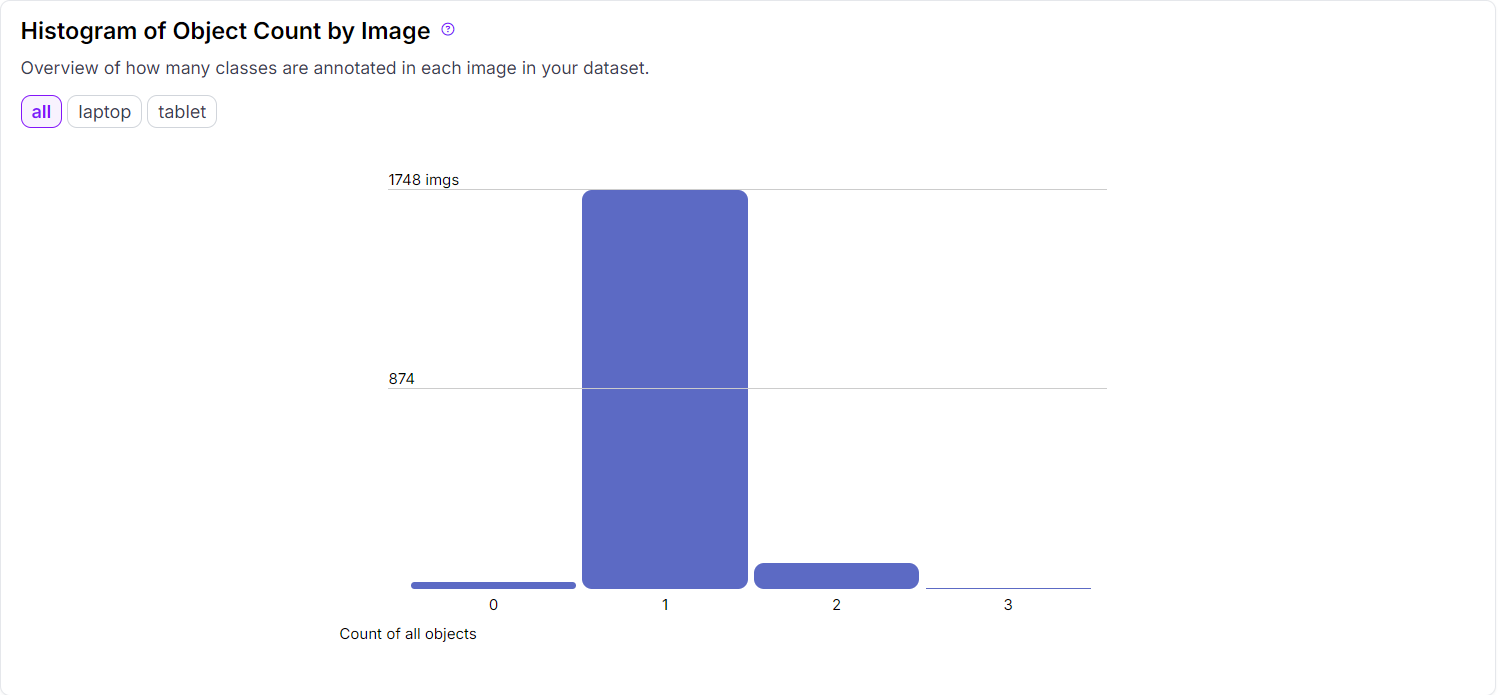 Histogram of Object Count by Image
Overview of how many classes are annotated in each image in your dataset.
all laptop tablet
1748 imgs
874
0 1 2 3
Count of all objects